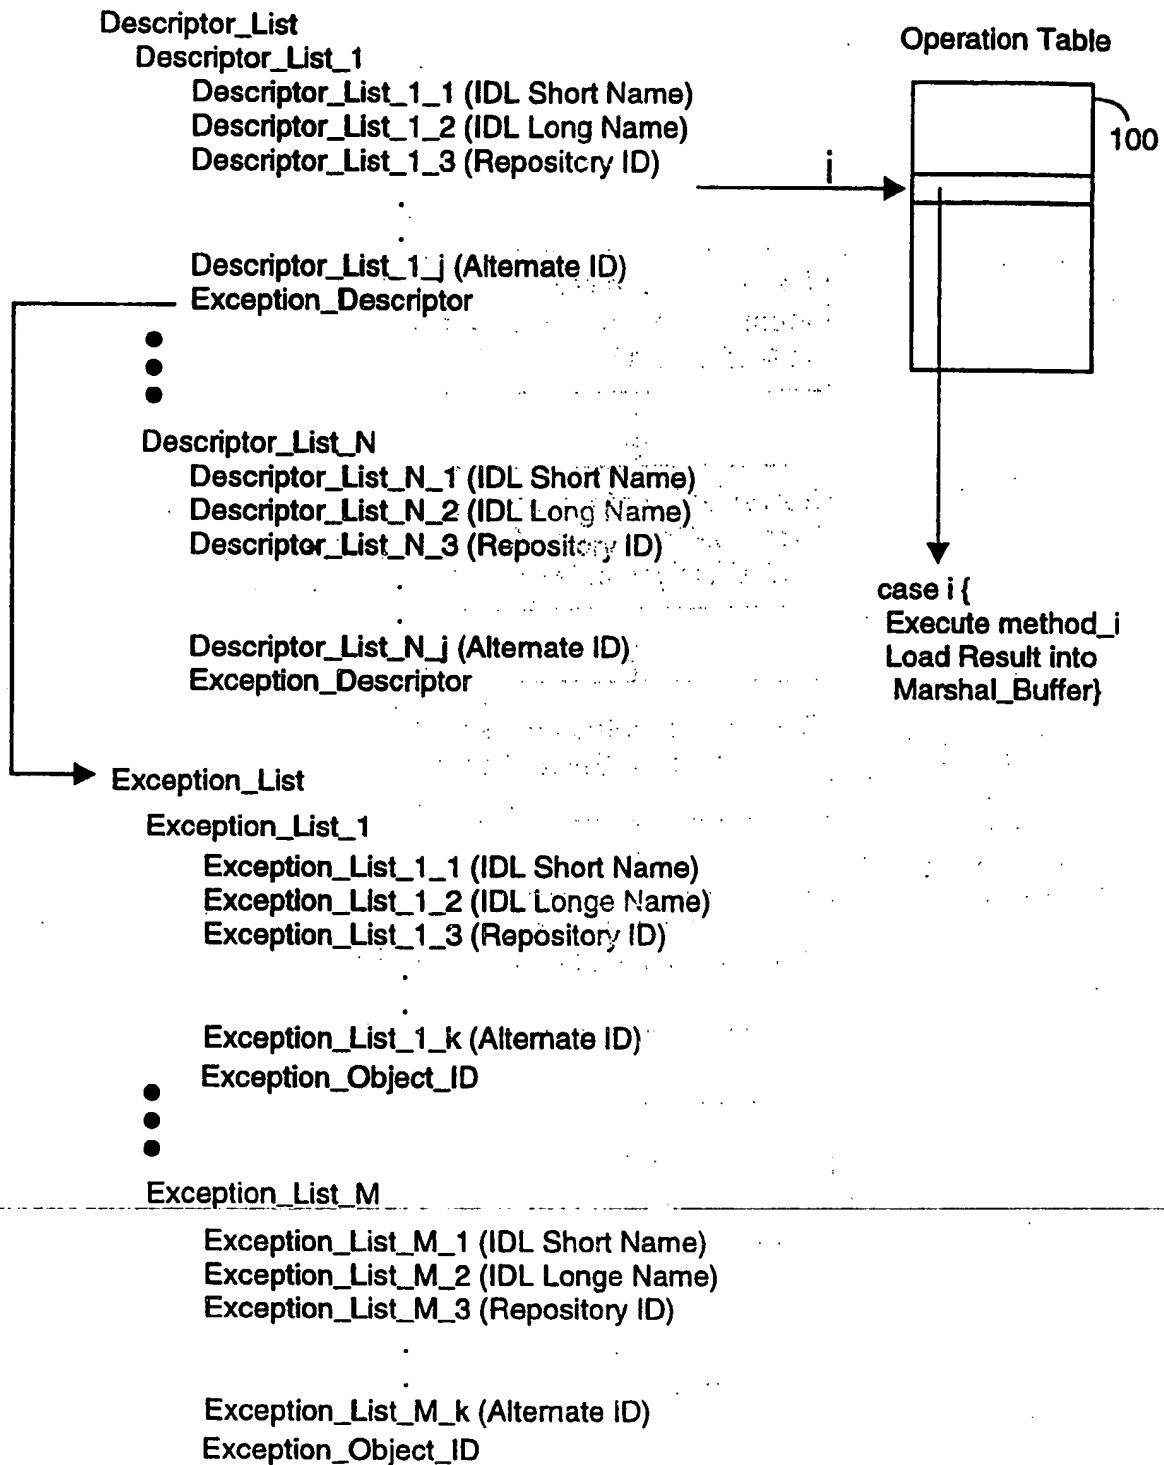 Descriptor_List
Descriptor_List_1
Descriptor_List_1_1 (IDL Short Name)
Descriptor_List_1_2 (IDL Long Name)
Descriptor_List_1_3 (Repository ID)
Descriptor_List_1_j (Alternate ID)
Exception_Descriptor
Descriptor_List_N
Descriptor_List_N_1 (IDL Short Name)
Descriptor_List_N_2 (IDL Long Name)
Descriptor_List_N_3 (Repository ID)
Descriptor_List_N_j (Alternate ID)
Exception_Descriptor
Exception_List
Exception_List_1
Exception_List_1_1 (IDL Short Name)
Exception_List_1_2 (IDL Longe Name)
Exception_List_1_3 (Repository ID)
Exception_List_1_k (Alternate ID)
Exception_Object_ID
Exception_List_M
Exception_List_M_1 (IDL Short Name)
Exception_List_M_2 (IDL Longe Name)
Exception_List_M_3 (Repository ID)
Exception_List_M_k (Alternate ID)
Exception_Object_ID
Operation Table
100
i
case i {
Execute method_i
Load Result into
Marshal_Buffer}